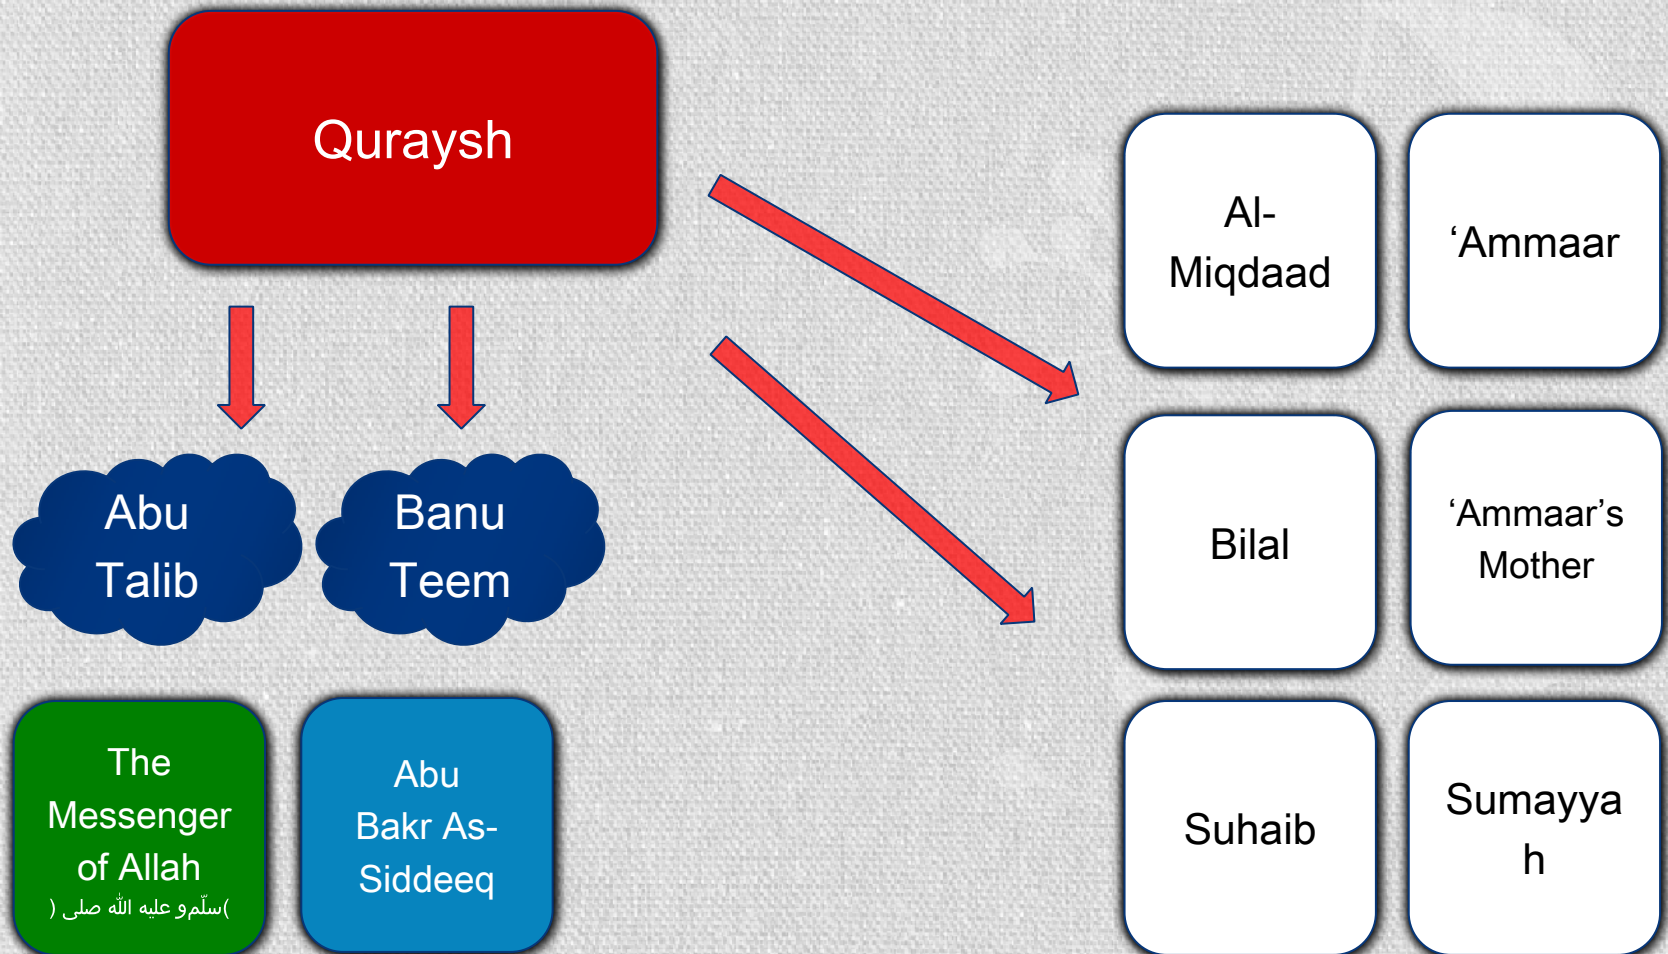 Quraysh
Abu
Talib
Banu
Teem
The
Messenger
of Allah
( صلى الله عليه وسلّم(
Abu
Bakr As-
Siddeeq
Al-
Miqdaad
‘Ammaar
Bilal
‘Ammaar’s
Mother
Suhaib
Sumayya
h